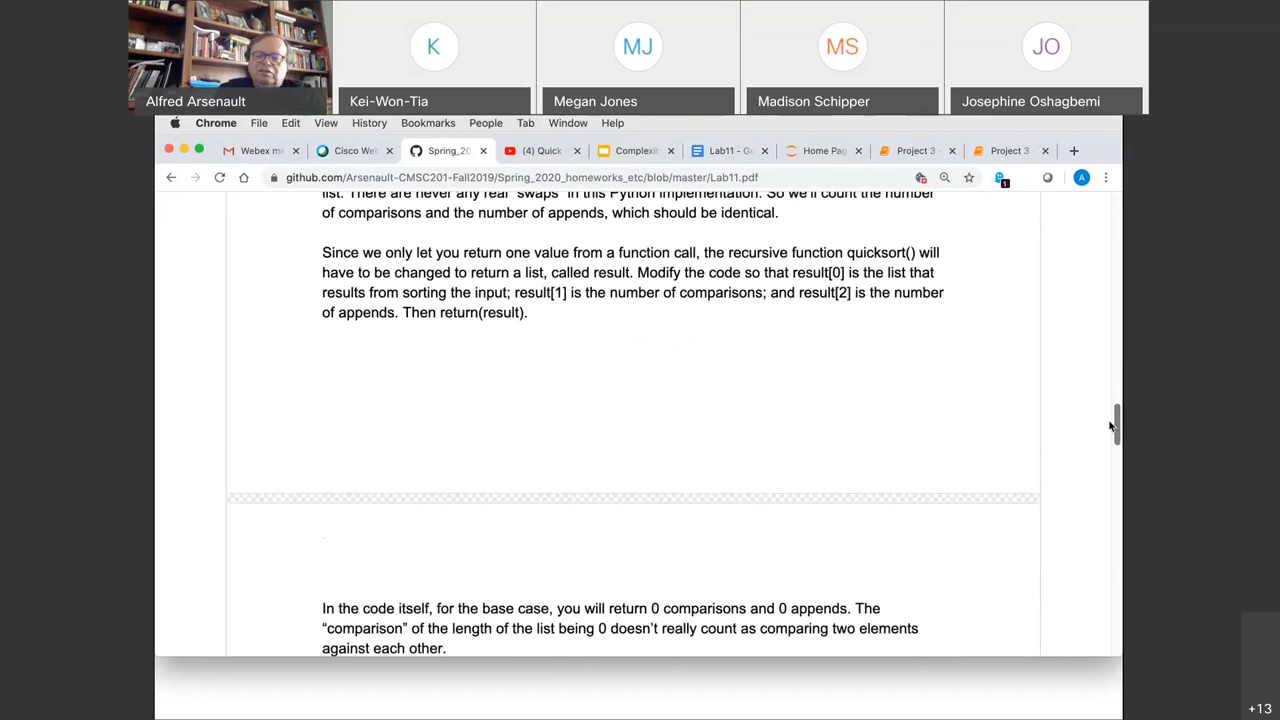 K
MJ
MS
JO
Alfred Arsenault
Kei-Won-Tia
Megan Jones
Madison Schipper
Josephine Oshagbemi
Chrome File Edit View History Bookmarks People Tab Window Help
Webex me
Cisco Web
Spring_20
(4) Quick
Complexit
Lab11 - G
Home Pag
Project 3 -
Project 3
github.com/Arsenault-CMSC201-Fall2019/Spring_2020_homeworks_etc/blob/master/Lab11.pdf
1
A
list. There are never any real "swaps" in this Python implementation. So we'll count the number
of comparisons and the number of appends, which should be identical.
Since we only let you return one value from a function call, the recursive function quicksort() will
have to be changed to return a list, called result. Modify the code so that result[0] is the list that
results from sorting the input; result[1] is the number of comparisons; and result[2] is the number
of appends. Then return(result).
In the code itself, for the base case, you will return 0 comparisons and 0 appends. The
“comparison” of the length of the list being 0 doesn’t really count as comparing two elements
against each other.
+13